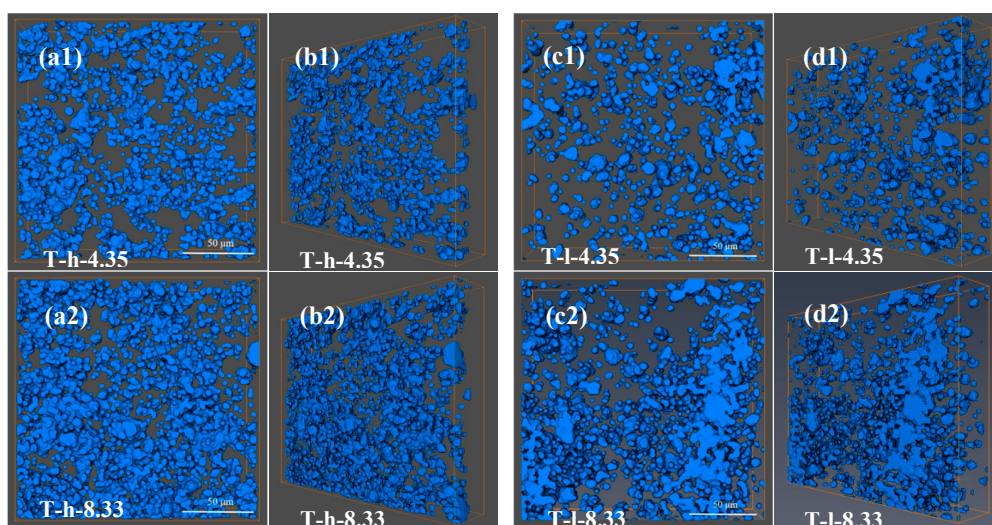 (a1)
(b1)
(c1)
(d1)
50 μm
50 μm
T-h-4.35
T-h-4.35
T-l-4.35
T-l-4.35
(a2)
(b2)
(c2)
(d2)
50 μm
50 μm
T-h-8.33
T-h-8.33
T-l-8.33
T-l-8.33